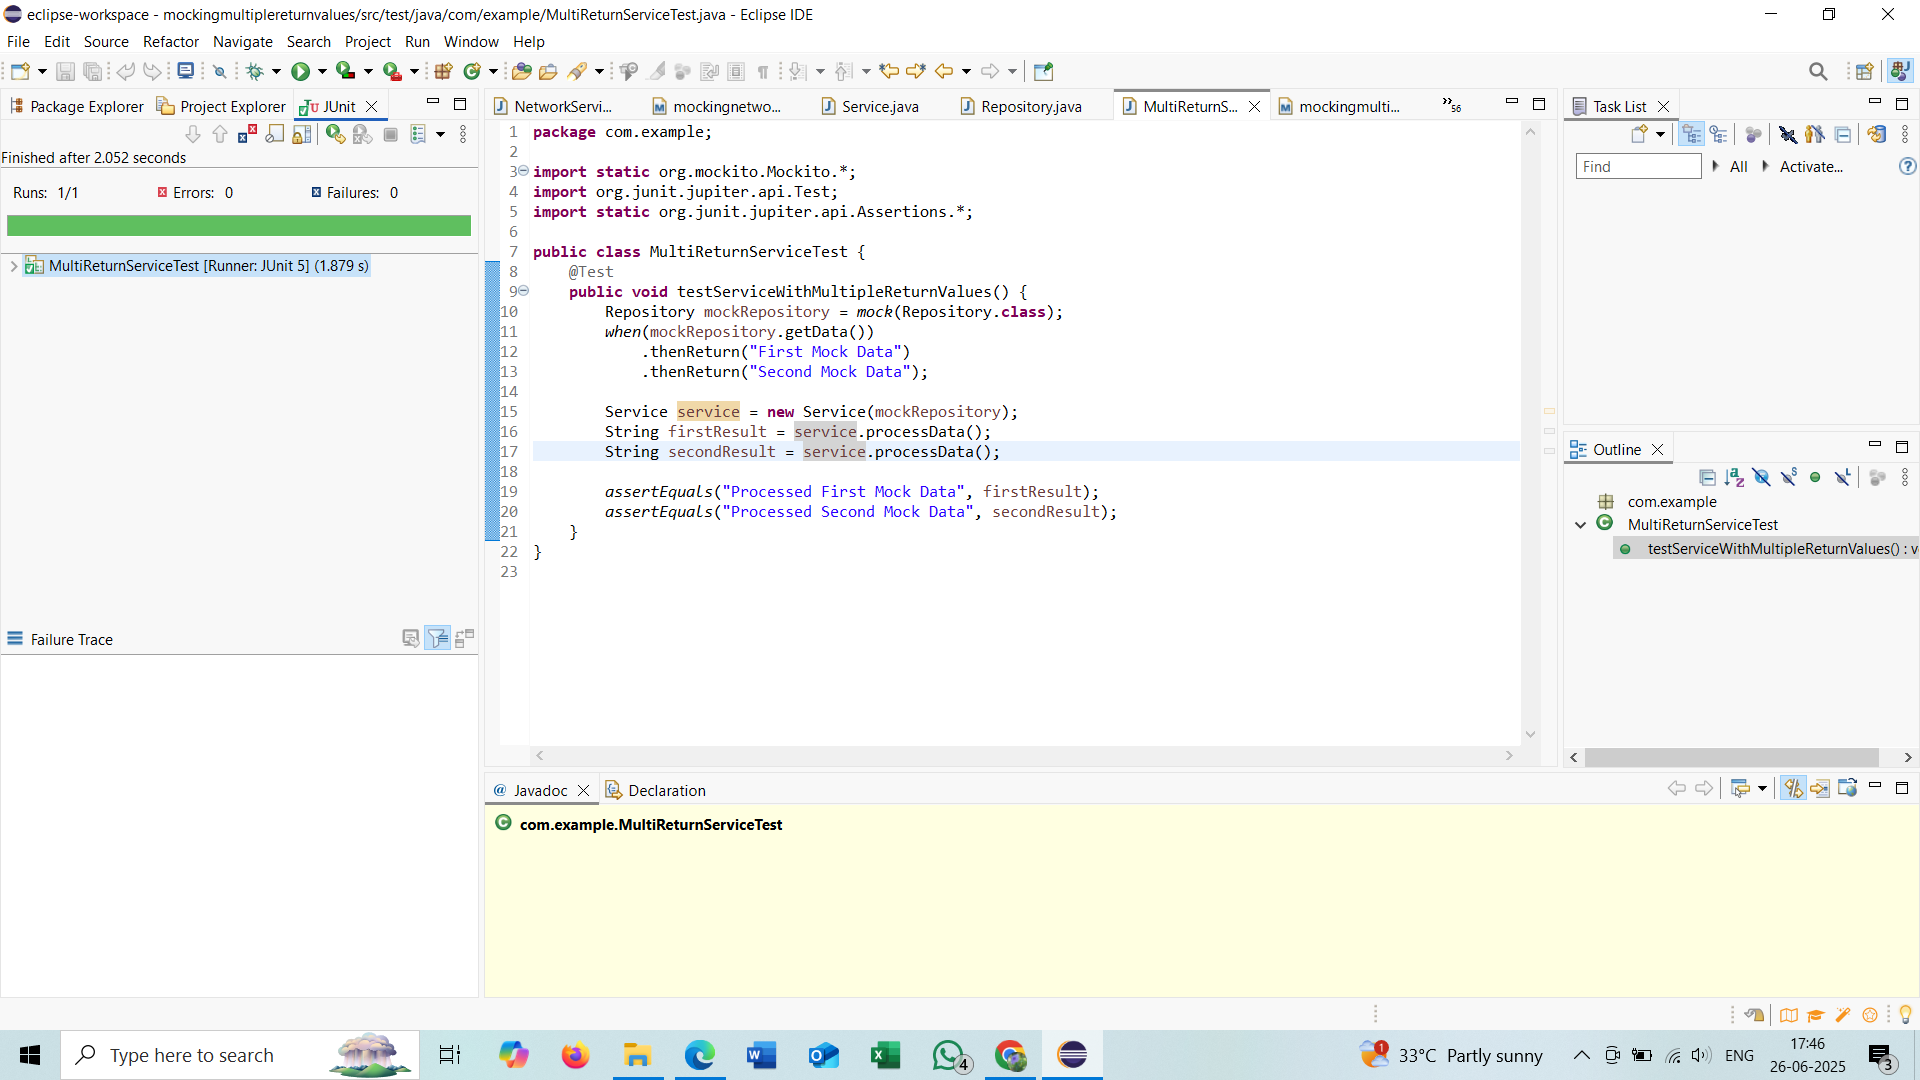 eclipse-workspace - mockingmultiplereturnvalues/src/test/java/com/example/MultiReturnServiceTest.java - Eclipse IDE
File Edit Source Refactor Navigate Search Project Run Window Help
Package Explorer Project Explorer JUnit
Finished after 2.052 seconds
Runs: 1/1 Errors: 0 Failures: 0
MultiReturnServiceTest [Runner: JUnit 5] (1.879 s)
Failure Trace
NetworkServi... mockingnetwo... Service.java Repository.java MultiReturnS... mockingmulti... »56
1 package com.example;
2
3 import static org.mockito.Mockito.*;
4 import org.junit.jupiter.api.Test;
5 import static org.junit.jupiter.api.Assertions.*;
6
7 public class MultiReturnServiceTest {
8 @Test
9 public void testServiceWithMultipleReturnValues() {
10 Repository mockRepository = mock(Repository.class);
11 when(mockRepository.getData())
12 .thenReturn("First Mock Data")
13 .thenReturn("Second Mock Data");
14
15 Service service = new Service(mockRepository);
16 String firstResult = service.processData();
17 String secondResult = service.processData();
18
19 assertEquals("Processed First Mock Data", firstResult);
20 assertEquals("Processed Second Mock Data", secondResult);
21 }
22 }
23
Task List
Find All Activate...
Outline
com.example
MultiReturnServiceTest
testServiceWithMultipleReturnValues() : v
@ Javadoc Declaration
com.example.MultiReturnServiceTest
Type here to search
4
1
33°C Partly sunny
ENG
17:46
26-06-2025
3